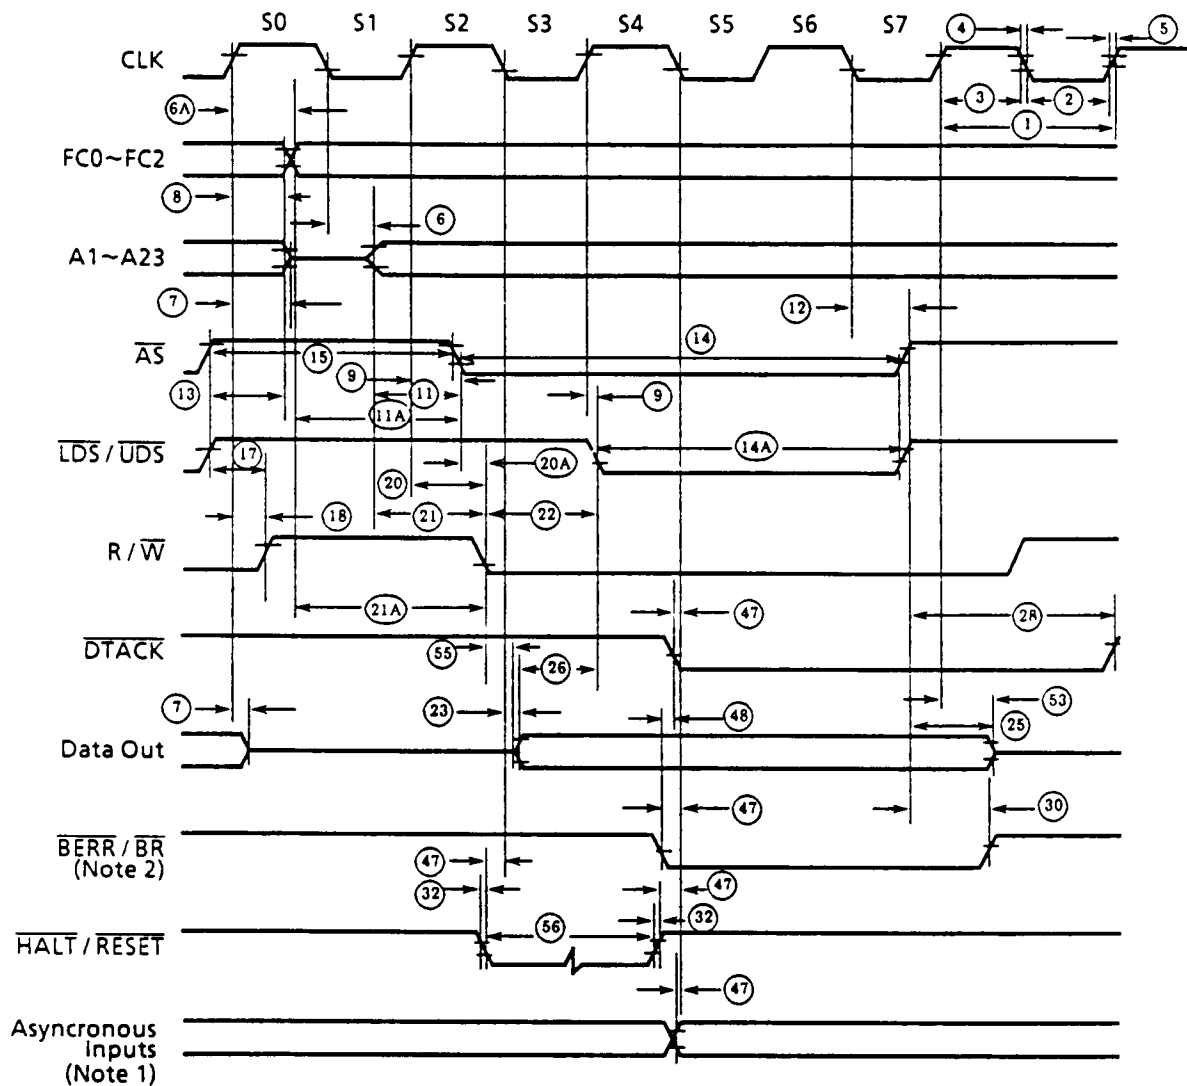 S0 S1 S2 S3 S4 S5 S6 S7
CLK
4 5
3 2
1
6A
FC0~FC2
8
6
A1~A23
7
12
AS
15 14
9
13 11 9
11A
LDS / UDS
17 20A 14A
20
18 21 22
R / W
21A 47 28
DTACK
55 26
7 23 48 53
25
Data Out
47 30
BERR / BR
(Note 2)
47 47
32 32
56
HALT / RESET
47
Asyncronous
Inputs
(Note 1)